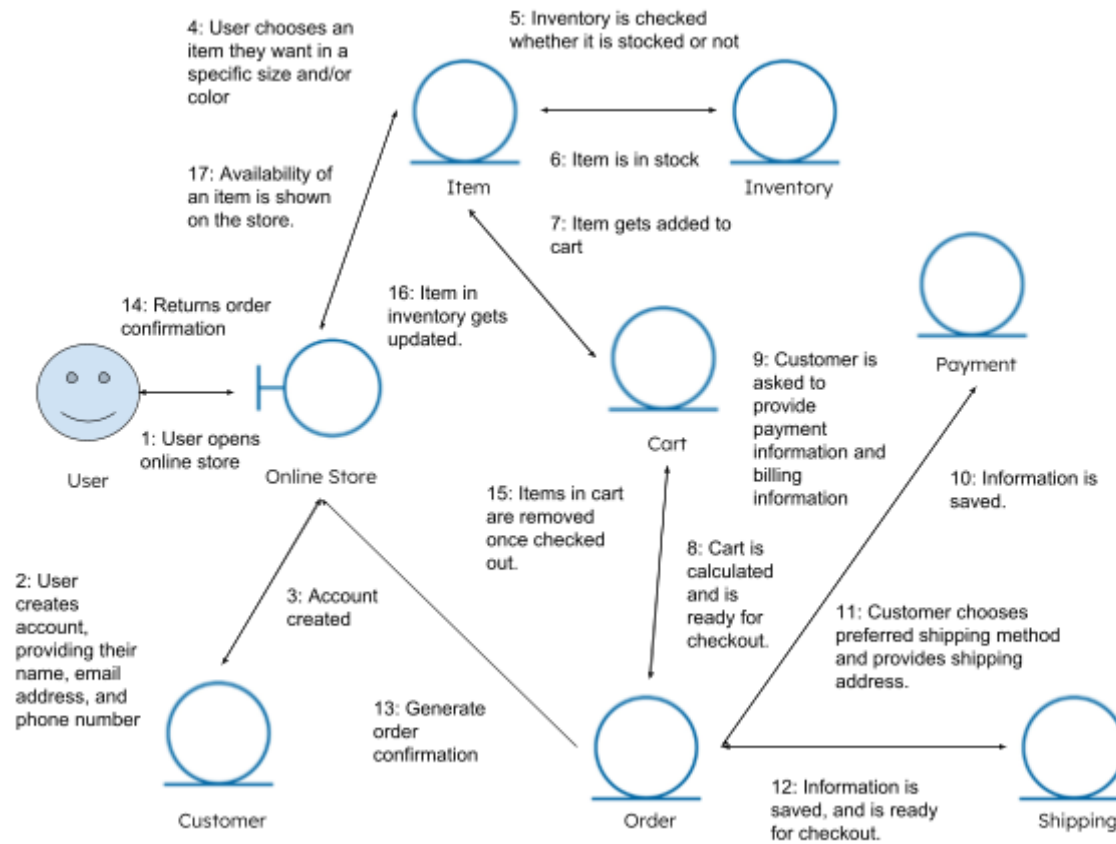 4: User chooses an
item they want in a
specific size and/or
color
5: Inventory is checked
whether it is stocked or not
17: Availability of
an item is shown
on the store.
6: Item is in stock
Item
Inventory
7: Item gets added to
cart
14: Returns order
confirmation
16: Item in
inventory gets
updated.
9: Customer is
asked to
provide
payment
information and
billing
information
Payment
1: User opens
online store
User
Online Store
Cart
10: Information is
saved.
15: Items in cart
are removed
once checked
out.
8: Cart is
calculated
and is
ready for
checkout.
2: User
creates
account,
providing their
name, email
address, and
phone number
3: Account
created
11: Customer chooses
preferred shipping method
and provides shipping
address.
13: Generate
order
confirmation
12: Information is
saved, and is ready
for checkout.
Customer
Order
Shipping